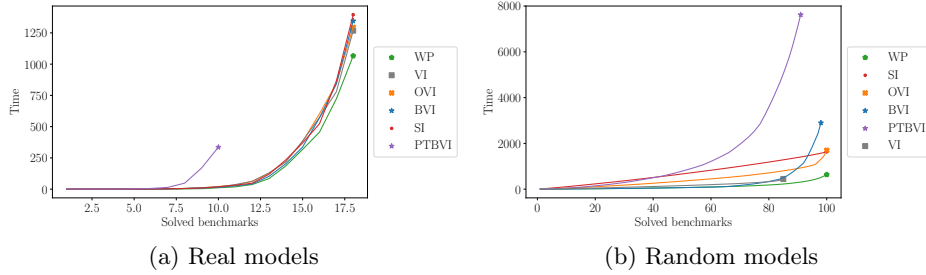 1250
1000
750
500
250
0
Time
2.5 5.0 7.5 10.0 12.5 15.0 17.5
Solved benchmarks
WP
VI
OVI
BVI
SI
PTBVI
(a) Real models
8000
6000
4000
2000
0
Time
0 20 40 60 80 100
Solved benchmarks
WP
SI
OVI
BVI
PTBVI
VI
(b) Random models